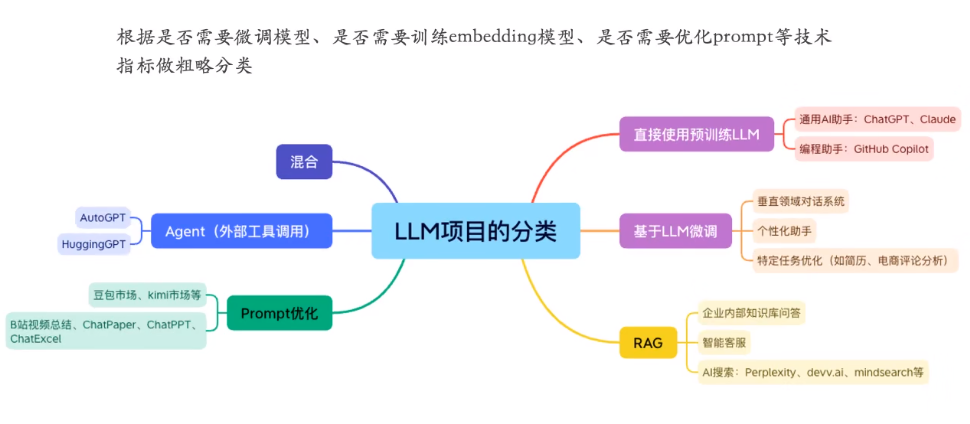 根据是否需要微调模型、是否需要训练embedding模型、是否需要优化prompt等技术
指标做粗略分类
LLM项目的分类
直接使用预训练LLM
通用AI助手：ChatGPT、Claude
编程助手：GitHub Copilot
基于LLM微调
垂直领域对话系统
个性化助手
特定任务优化（如简历、电商评论分析）
RAG
企业内部知识库问答
智能客服
AI搜索：Perplexity、devv.ai、mindsearch等
混合
Agent（外部工具调用）
AutoGPT
HuggingGPT
Prompt优化
豆包市场、kimi市场等
B站视频总结、ChatPaper、ChatPPT、
ChatExcel